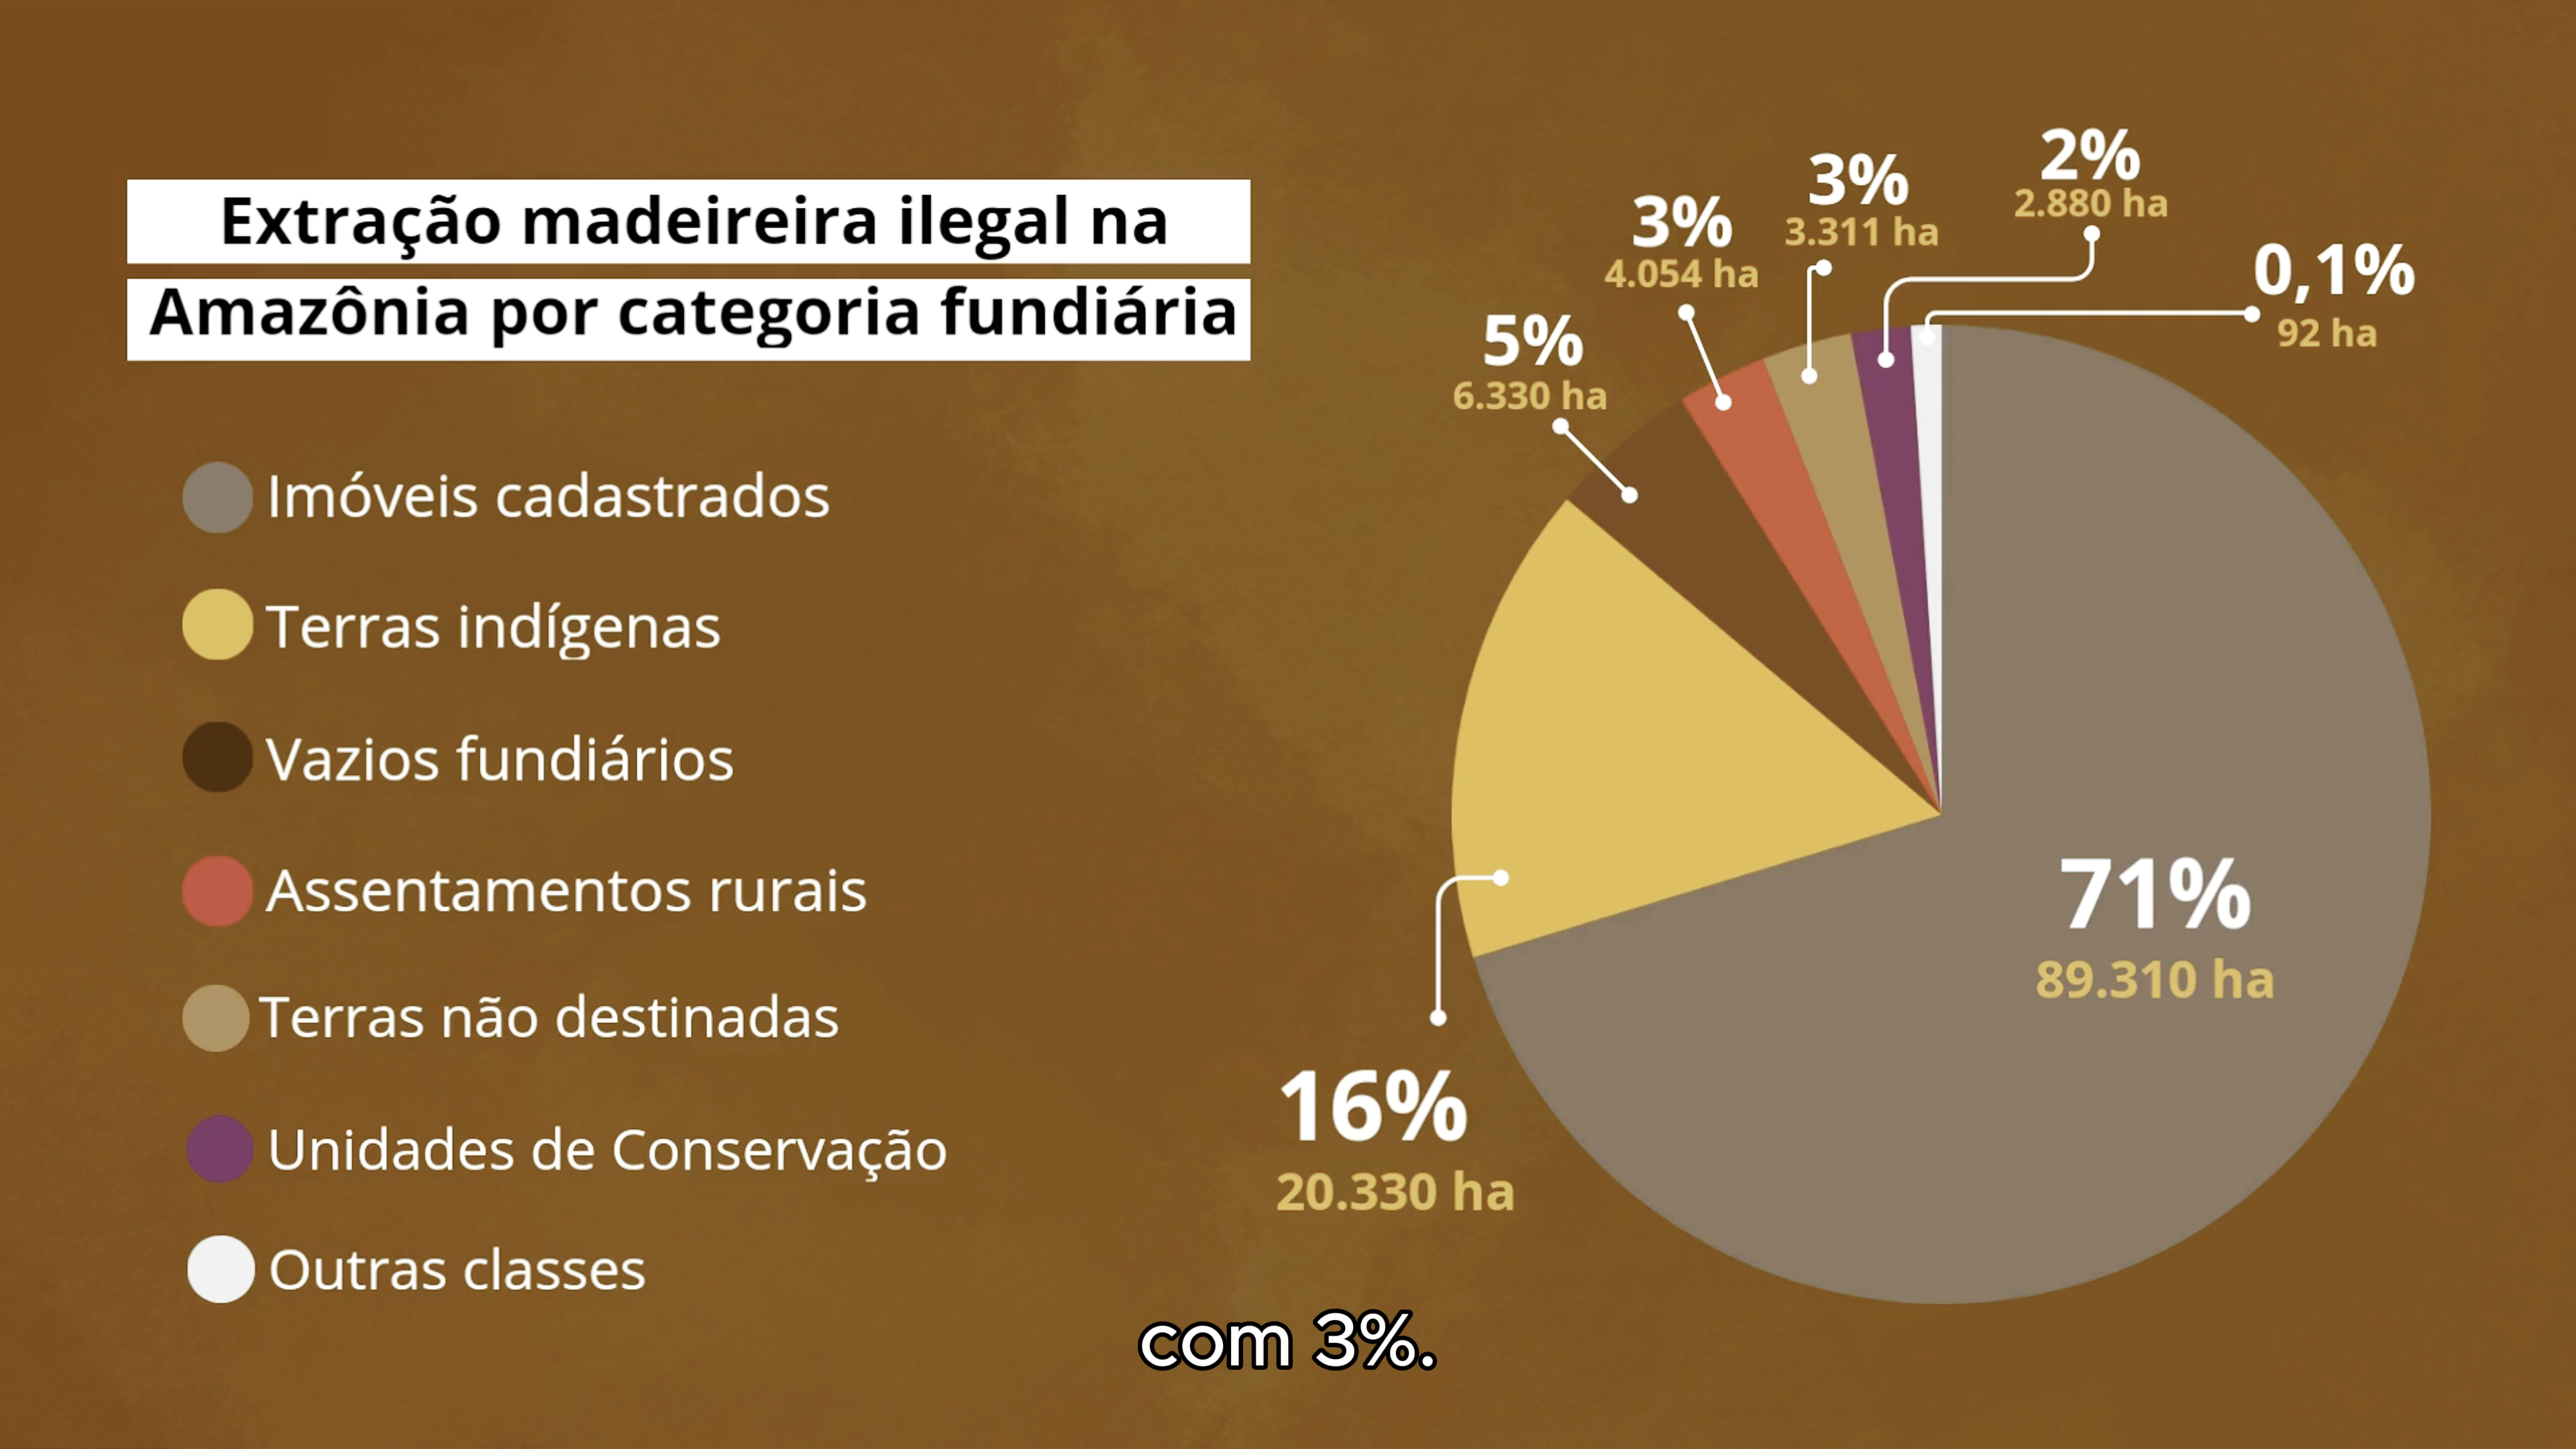 Extração madeireira ilegal na
Amazônia por categoria fundiária
Imóveis cadastrados
Terras indígenas
Vazios fundiários
Assentamentos rurais
Terras não destinadas
Unidades de Conservação
Outras classes
5%
6.330 ha
3%
4.054 ha
3%
3.311 ha
2%
2.880 ha
0,1%
92 ha
71%
89.310 ha
16%
20.330 ha
com 3%.